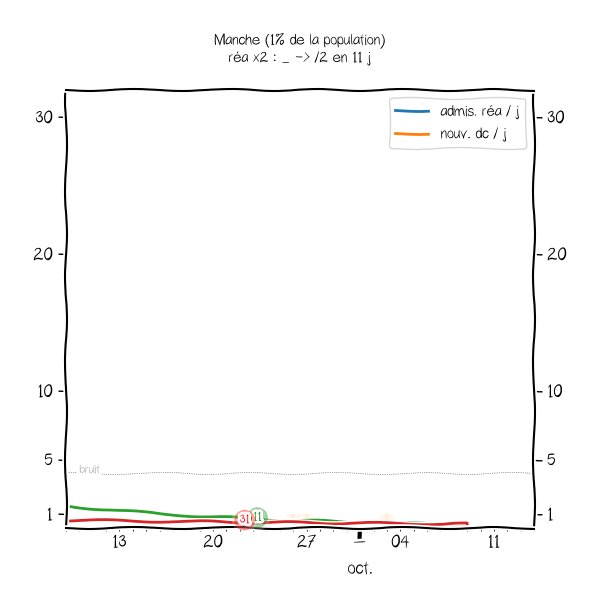 Manche (1% de la population)
réa x2 : _ -> /2 en 11 j
admis. réa / j
nouv. dc / j
30
30
20
20
10
10
5
5
bruit
1
1
31
11
13
20
27
04
11
oct.